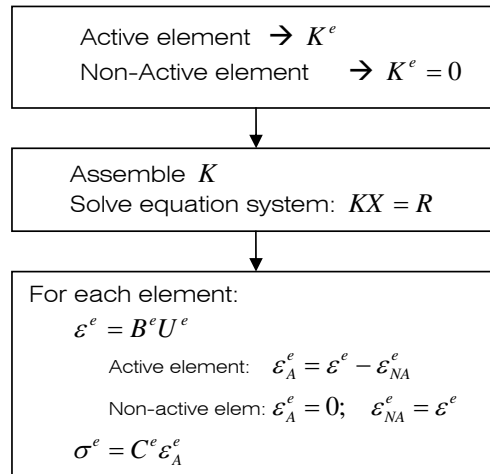 Active element → K^e
Non-Active element → K^e = 0
Assemble K
Solve equation system: KX = R
For each element:
ε^e = B^e U^e
Active element: ε_A^e = ε^e − ε_NA^e
Non-active elem: ε_A^e = 0; ε_NA^e = ε^e
σ^e = C^e ε_A^e